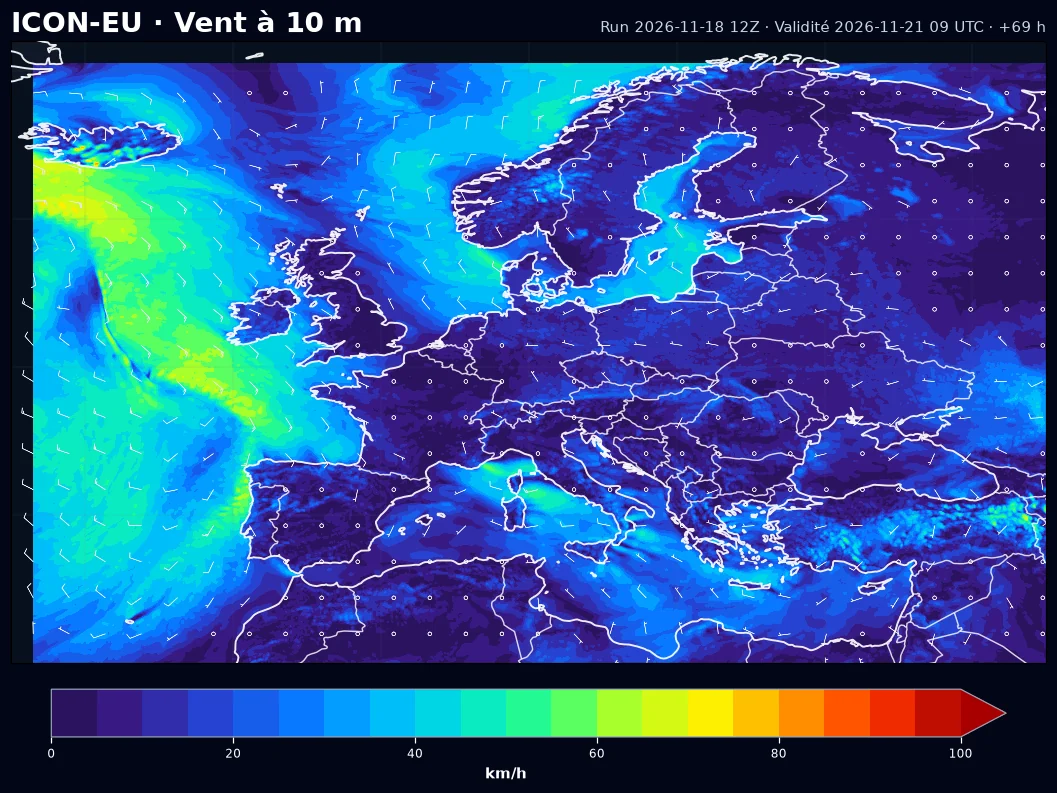 ICON-EU · Vent à 10 m
Run 2026-11-18 12Z · Validité 2026-11-21 09 UTC · +69 h
0 20 40 60 80 100
km/h